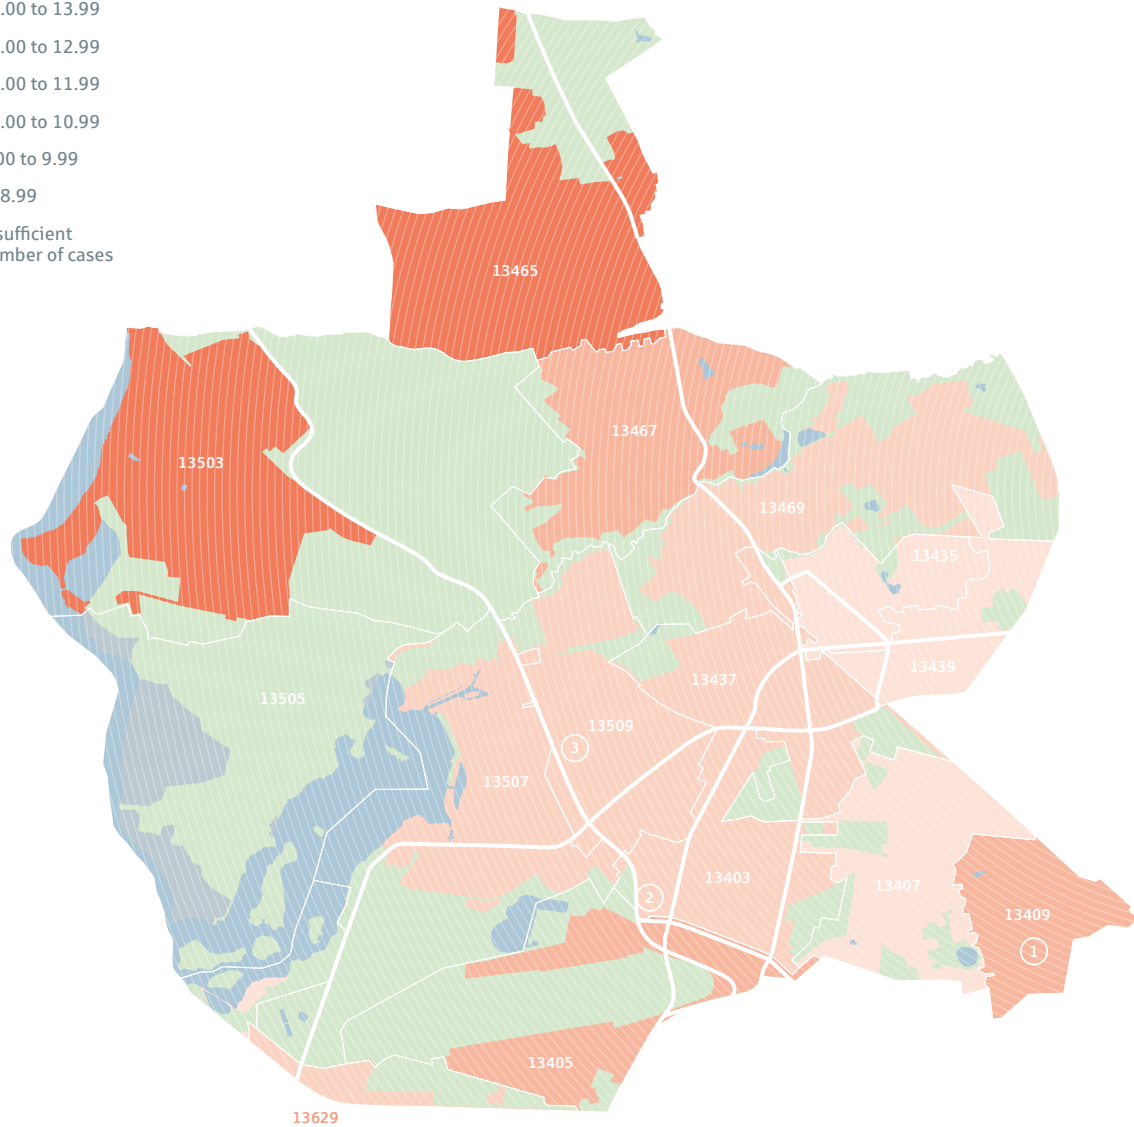 .00 to 13.99
.00 to 12.99
.00 to 11.99
.00 to 10.99
00 to 9.99
8.99
sufficient
mber of cases
13465
13467
13503
13469
13435
13439
13437
13505
13509
3
13507
13403
13407
2
13409
1
13405
13629